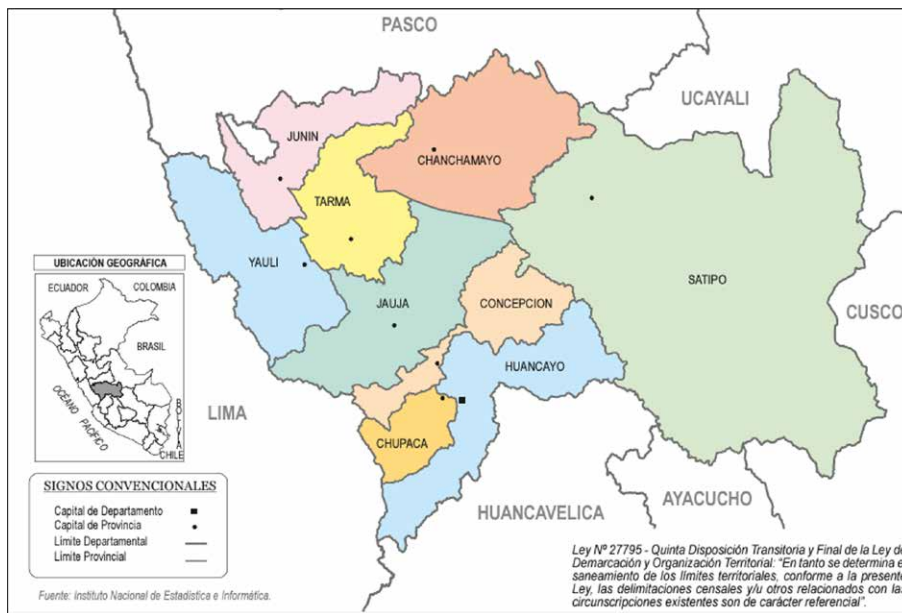 PASCO
UCAYALI
JUNIN
CHANCHAMAYO
TARMA
YAULI
SATIPO
JAUJA
CONCEPCION
CUSCO
HUANCAYO
LIMA
CHUPACA
HUANCAVELICA
AYACUCHO
UBICACIÓN GEOGRÁFICA
ECUADOR
COLOMBIA
BRASIL
OCÉANO PACÍFICO
BOLIVIA
CHILE
SIGNOS CONVENCIONALES
Capital de Departamento
Capital de Provincia
Límite Departamental
Límite Provincial
Fuente: Instituto Nacional de Estadística e Informática.
Ley Nº 27795 - Quinta Disposición Transitoria y Final de la Ley de
Demarcación y Organización Territorial: "En tanto se determina e
saneamiento de los límites territoriales, conforme a la presente
Ley, las delimitaciones censales y/u otros relacionados con las
circunscripciones existentes son de carácter referencial".